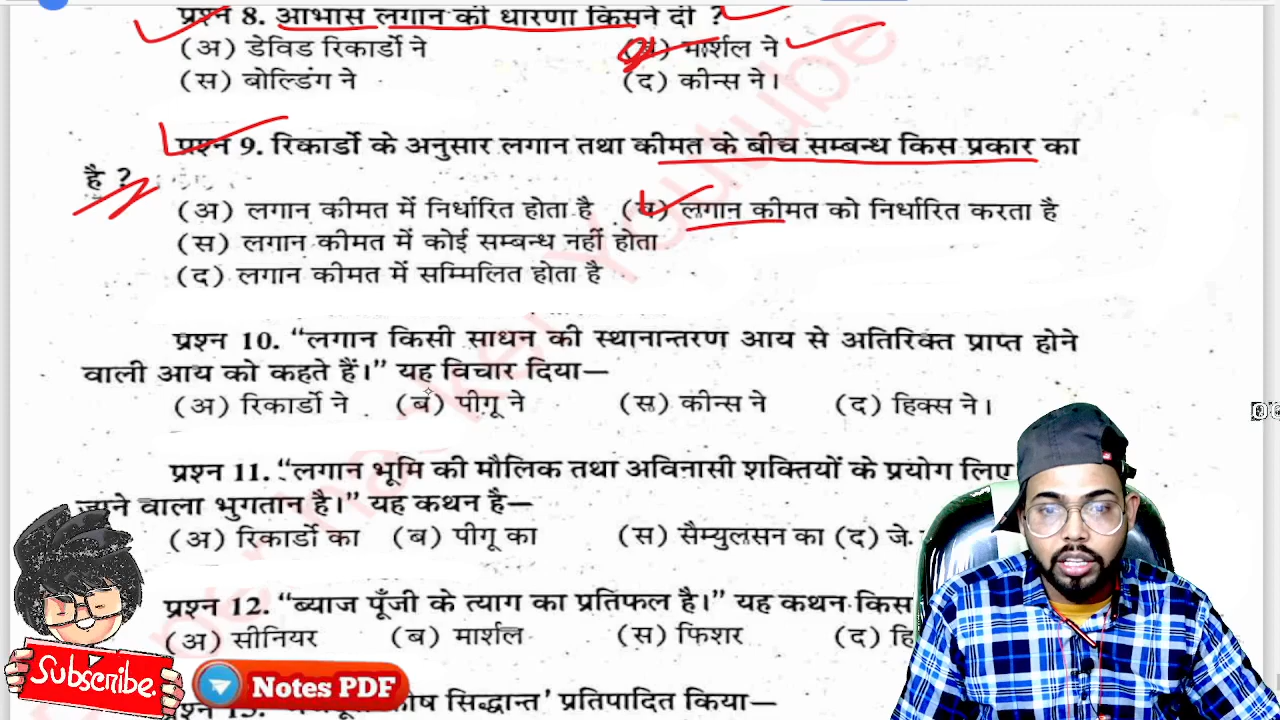 प्रश्न 8. आभास लगान की धारणा किसने दी ?
(अ) डेविड रिकार्डो ने (ब) मार्शल ने
(स) बोल्डिंग ने (द) कीन्स ने।
प्रश्न 9. रिकार्डो के अनुसार लगान तथा कीमत के बीच सम्बन्ध किस प्रकार का
है ?
(अ) लगान कीमत में निर्धारित होता है (ब) लगान कीमत को निर्धारित करता है
(स) लगान कीमत में कोई सम्बन्ध नहीं होता
(द) लगान कीमत में सम्मिलित होता है
प्रश्न 10. “लगान किसी साधन की स्थानान्तरण आय से अतिरिक्त प्राप्त होने
वाली आय को कहते हैं।” यह विचार दिया—
(अ) रिकार्डो ने (ब) पीगू ने (स) कीन्स ने (द) हिक्स ने।
प्रश्न 11. “लगान भूमि की मौलिक तथा अविनासी शक्तियों के प्रयोग लिए
जाने वाला भुगतान है।” यह कथन है—
(अ) रिकार्डो का (ब) पीगू का (स) सैम्युलसन का (द) जे.
प्रश्न 12. “ब्याज पूँजी के त्याग का प्रतिफल है।” यह कथन किस
(अ) सीनियर (ब) मार्शल (स) फिशर (द) हि
Subscribe.
Notes PDF
सिद्धान्त’ प्रतिपादित किया—
Youtube